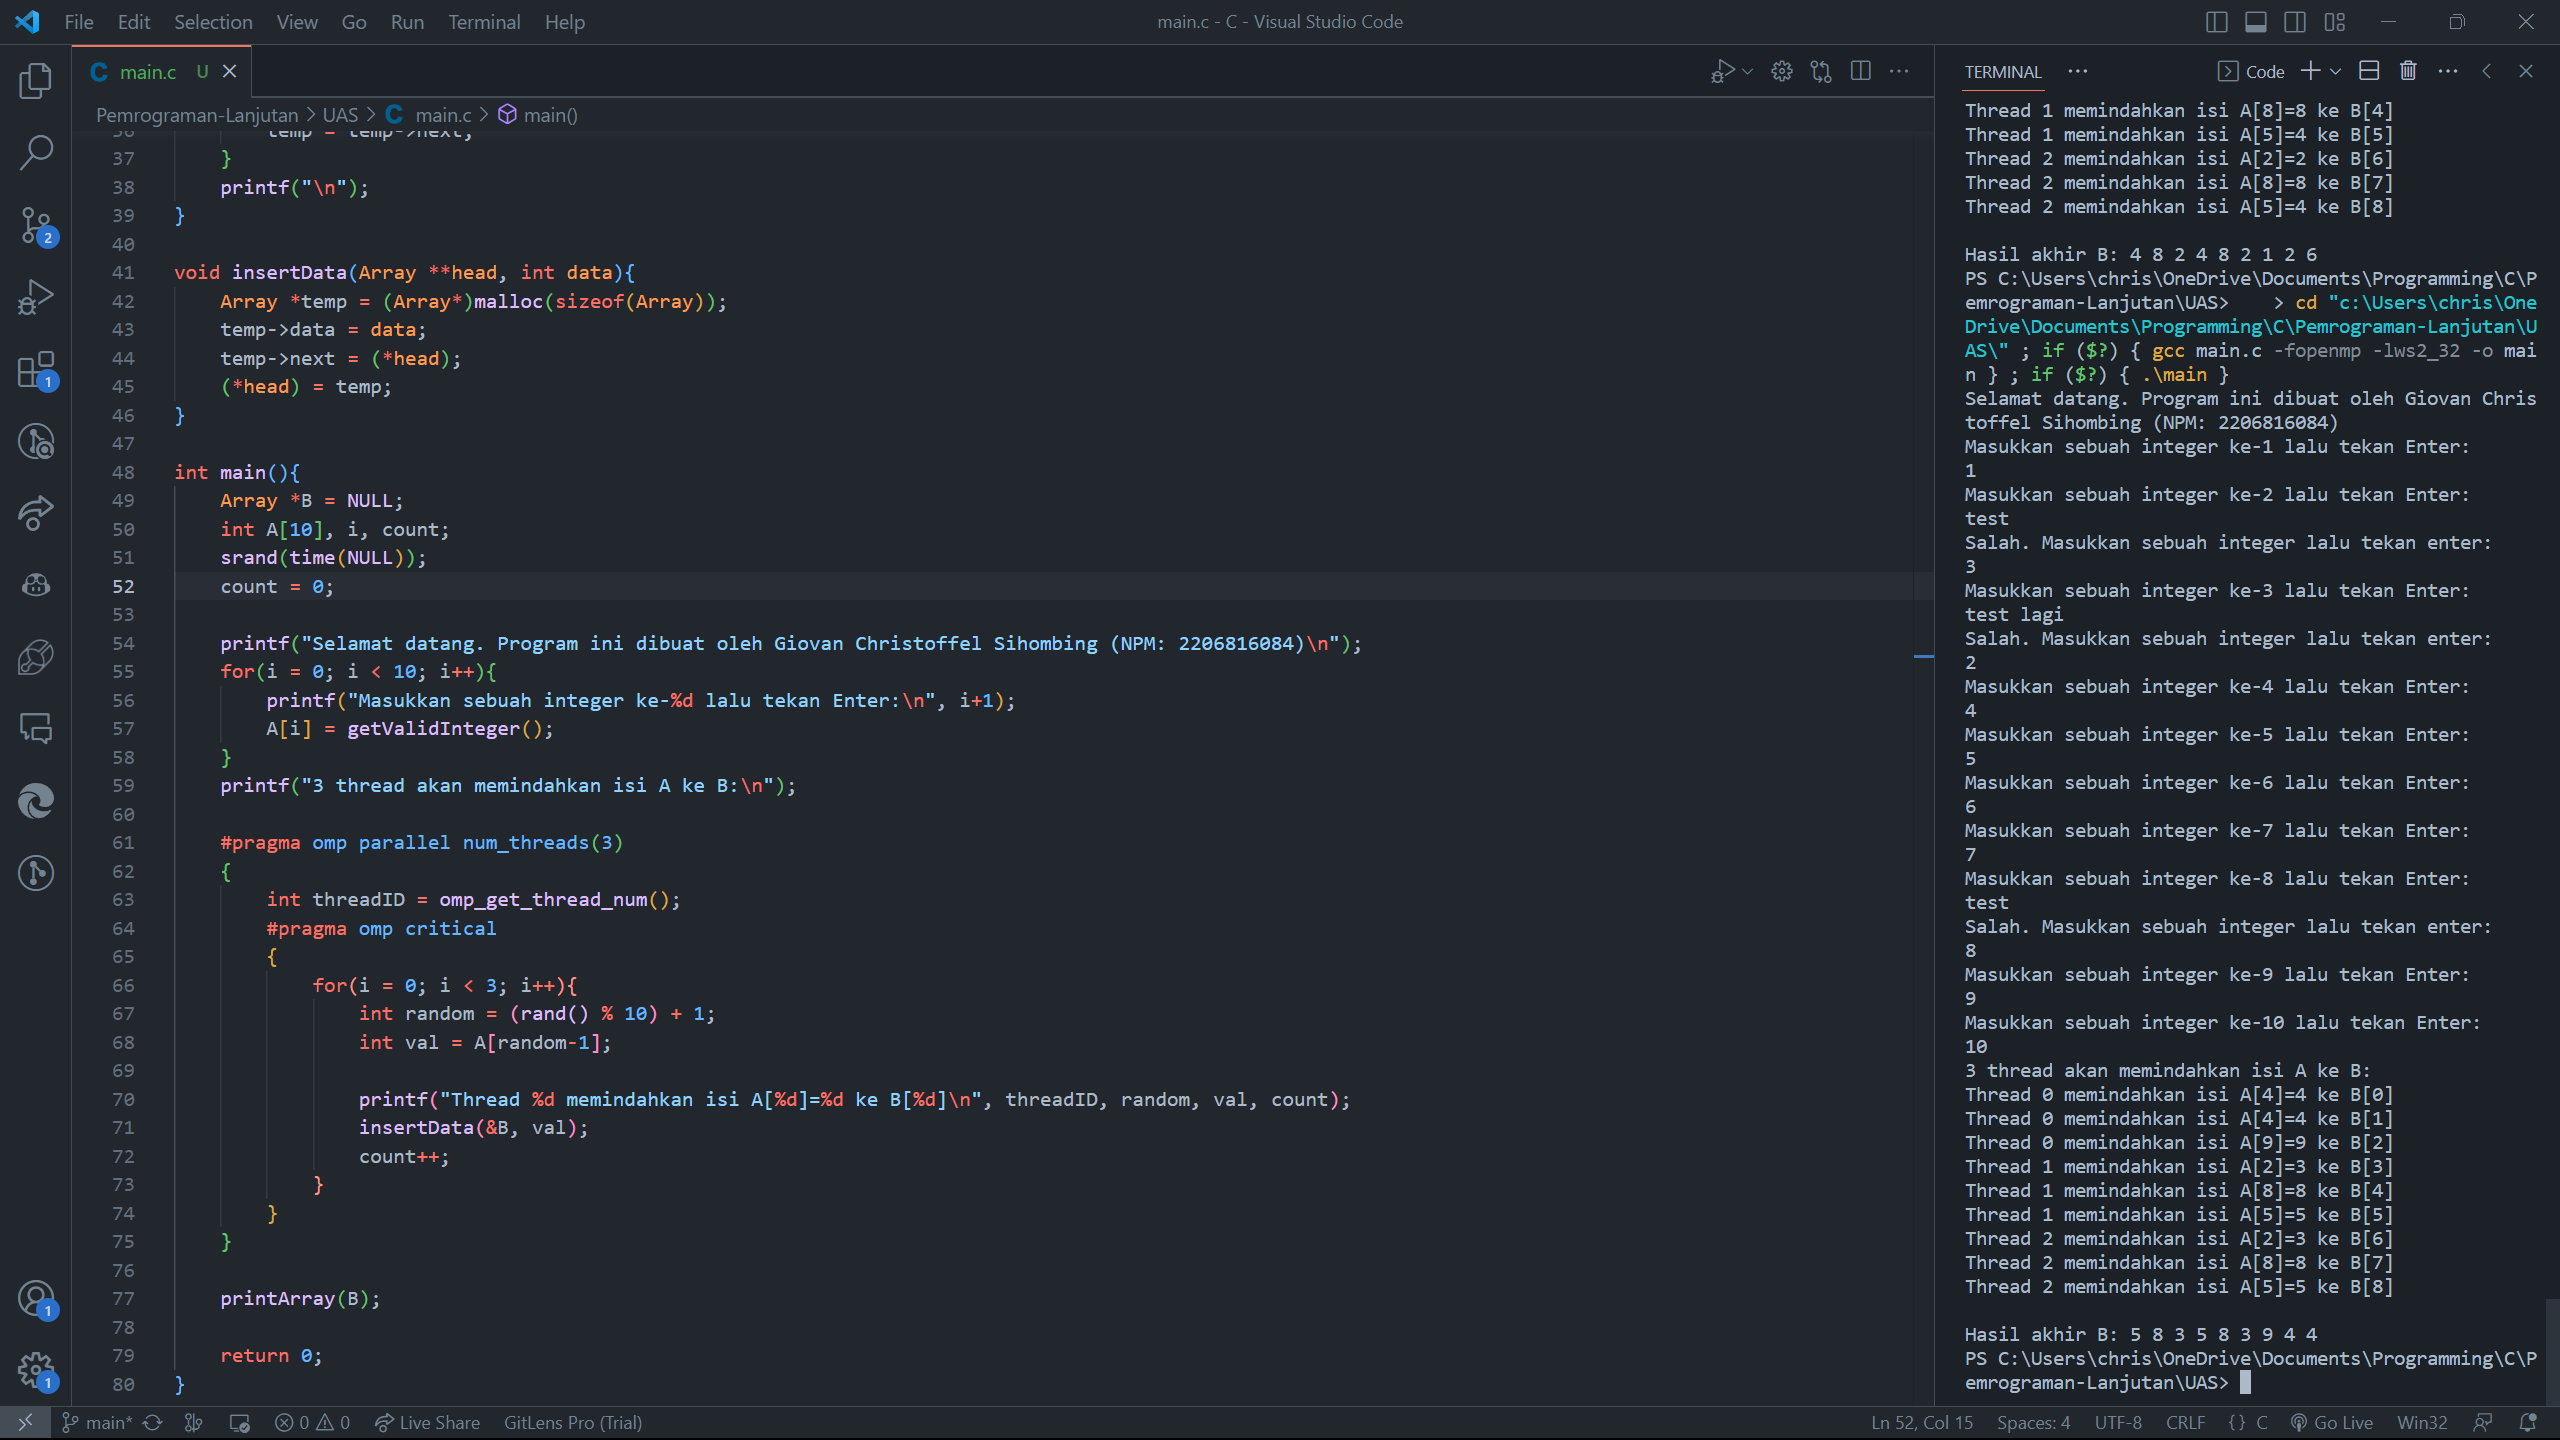 File Edit Selection View Go Run Terminal Help
main.c - C - Visual Studio Code
main.c U
Pemrograman-Lanjutan > UAS > C main.c > main()
36 temp = temp->next;
37 }
38 printf("\n");
39 }
40
41 void insertData(Array **head, int data){
42 Array *temp = (Array*)malloc(sizeof(Array));
43 temp->data = data;
44 temp->next = (*head);
45 (*head) = temp;
46 }
47
48 int main(){
49 Array *B = NULL;
50 int A[10], i, count;
51 srand(time(NULL));
52 count = 0;
53
54 printf("Selamat datang. Program ini dibuat oleh Giovan Christoffel Sihombing (NPM: 2206816084)\n");
55 for(i = 0; i < 10; i++){
56 printf("Masukkan sebuah integer ke-%d lalu tekan Enter:\n", i+1);
57 A[i] = getValidInteger();
58 }
59 printf("3 thread akan memindahkan isi A ke B:\n");
60
61 #pragma omp parallel num_threads(3)
62 {
63 int threadID = omp_get_thread_num();
64 #pragma omp critical
65 {
66 for(i = 0; i < 3; i++){
67 int random = (rand() % 10) + 1;
68 int val = A[random-1];
69
70 printf("Thread %d memindahkan isi A[%d]=%d ke B[%d]\n", threadID, random, val, count);
71 insertData(&B, val);
72 count++;
73 }
74 }
75 }
76
77 printArray(B);
78
79 return 0;
80 }
TERMINAL
Code
Thread 1 memindahkan isi A[8]=8 ke B[4]
Thread 1 memindahkan isi A[5]=4 ke B[5]
Thread 2 memindahkan isi A[2]=2 ke B[6]
Thread 2 memindahkan isi A[8]=8 ke B[7]
Thread 2 memindahkan isi A[5]=4 ke B[8]

Hasil akhir B: 4 8 2 4 8 2 1 2 6
PS C:\Users\chris\OneDrive\Documents\Programming\C\P
emrograman-Lanjutan\UAS> > cd "c:\Users\chris\One
Drive\Documents\Programming\C\Pemrograman-Lanjutan\U
AS\" ; if ($?) { gcc main.c -fopenmp -lws2_32 -o mai
n } ; if ($?) { .\main }
Selamat datang. Program ini dibuat oleh Giovan Chris
toffel Sihombing (NPM: 2206816084)
Masukkan sebuah integer ke-1 lalu tekan Enter:
1
Masukkan sebuah integer ke-2 lalu tekan Enter:
test
Salah. Masukkan sebuah integer lalu tekan enter:
3
Masukkan sebuah integer ke-3 lalu tekan Enter:
test lagi
Salah. Masukkan sebuah integer lalu tekan enter:
2
Masukkan sebuah integer ke-4 lalu tekan Enter:
4
Masukkan sebuah integer ke-5 lalu tekan Enter:
5
Masukkan sebuah integer ke-6 lalu tekan Enter:
6
Masukkan sebuah integer ke-7 lalu tekan Enter:
7
Masukkan sebuah integer ke-8 lalu tekan Enter:
test
Salah. Masukkan sebuah integer lalu tekan enter:
8
Masukkan sebuah integer ke-9 lalu tekan Enter:
9
Masukkan sebuah integer ke-10 lalu tekan Enter:
10
3 thread akan memindahkan isi A ke B:
Thread 0 memindahkan isi A[4]=4 ke B[0]
Thread 0 memindahkan isi A[4]=4 ke B[1]
Thread 0 memindahkan isi A[9]=9 ke B[2]
Thread 1 memindahkan isi A[2]=3 ke B[3]
Thread 1 memindahkan isi A[8]=8 ke B[4]
Thread 1 memindahkan isi A[5]=5 ke B[5]
Thread 2 memindahkan isi A[2]=3 ke B[6]
Thread 2 memindahkan isi A[8]=8 ke B[7]
Thread 2 memindahkan isi A[5]=5 ke B[8]

Hasil akhir B: 5 8 3 5 8 3 9 4 4
PS C:\Users\chris\OneDrive\Documents\Programming\C\P
emrograman-Lanjutan\UAS>
2
1
1
1
main* 0 0 Live Share GitLens Pro (Trial) Ln 52, Col 15 Spaces: 4 UTF-8 CRLF {} C Go Live Win32